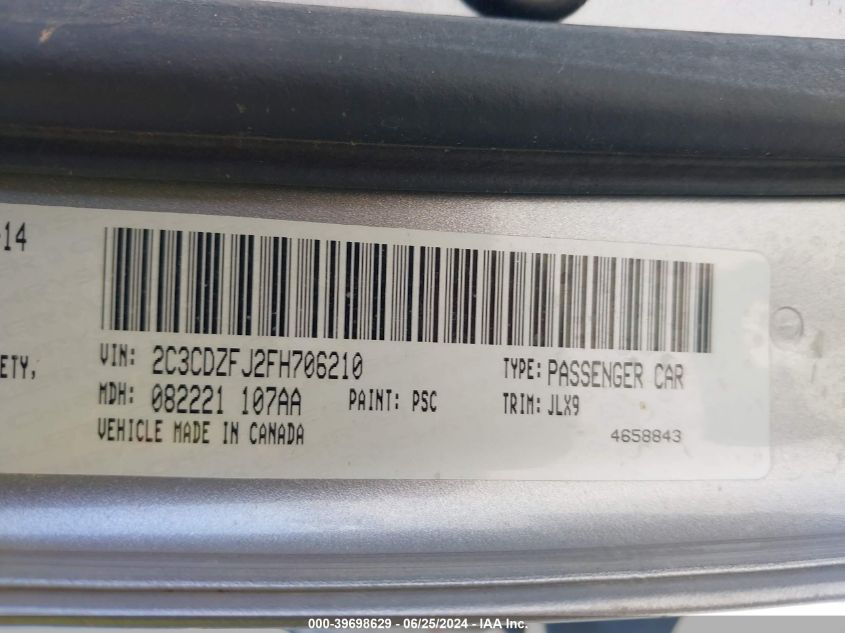 -14
ETY,
VIN: 2C3CDZFJ2FH706210
TYPE: PASSENGER CAR
MDH: 082221 107AA PAINT: PSC
TRIM: JLX9
VEHICLE MADE IN CANADA
4658843
000-39698629 - 06/25/2024 - IAA Inc.